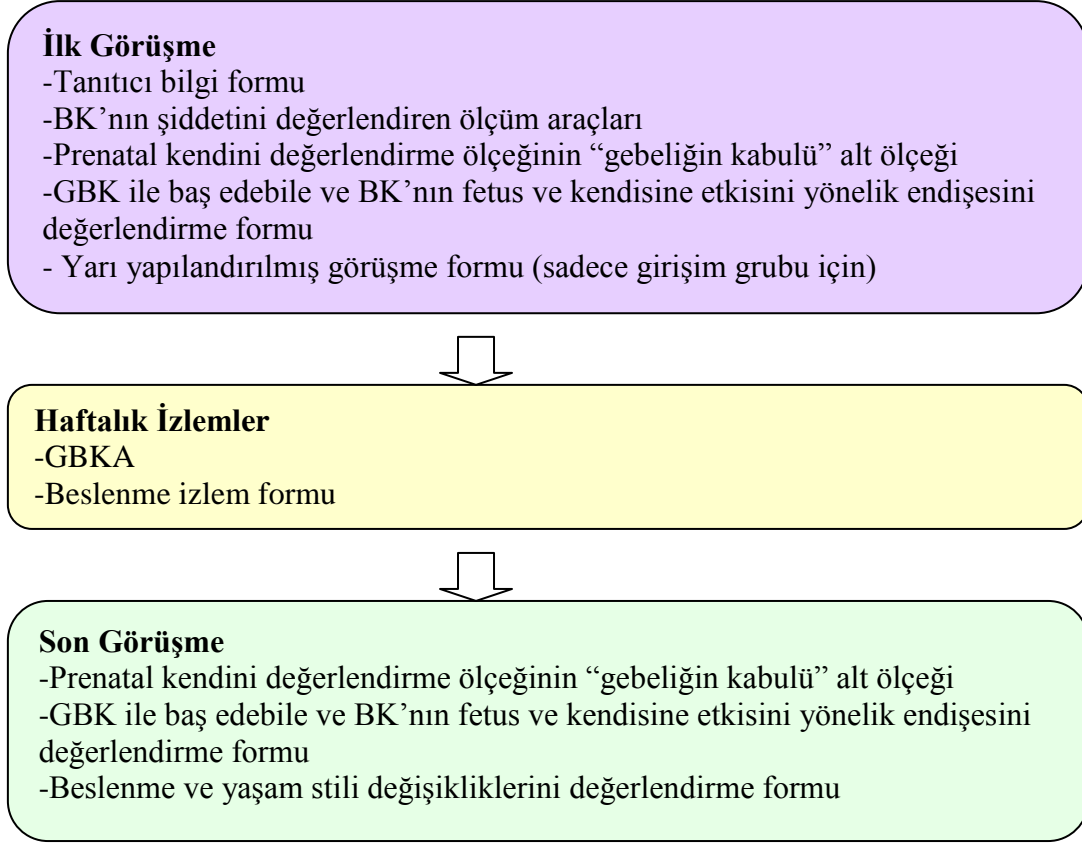 İlk Görüşme
-Tanıtıcı bilgi formu
-BK’nın şiddetini değerlendiren ölçüm araçları
-Prenatal kendini değerlendirme ölçeğinin “gebeliğin kabulü” alt ölçeği
-GBK ile baş edebile ve BK’nın fetus ve kendisine etkisini yönelik endişesini
değerlendirme formu
- Yarı yapılandırılmış görüşme formu (sadece girişim grubu için)
Haftalık İzlemler
-GBKA
-Beslenme izlem formu
Son Görüşme
-Prenatal kendini değerlendirme ölçeğinin “gebeliğin kabulü” alt ölçeği
-GBK ile baş edebile ve BK’nın fetus ve kendisine etkisini yönelik endişesini
değerlendirme formu
-Beslenme ve yaşam stili değişikliklerini değerlendirme formu